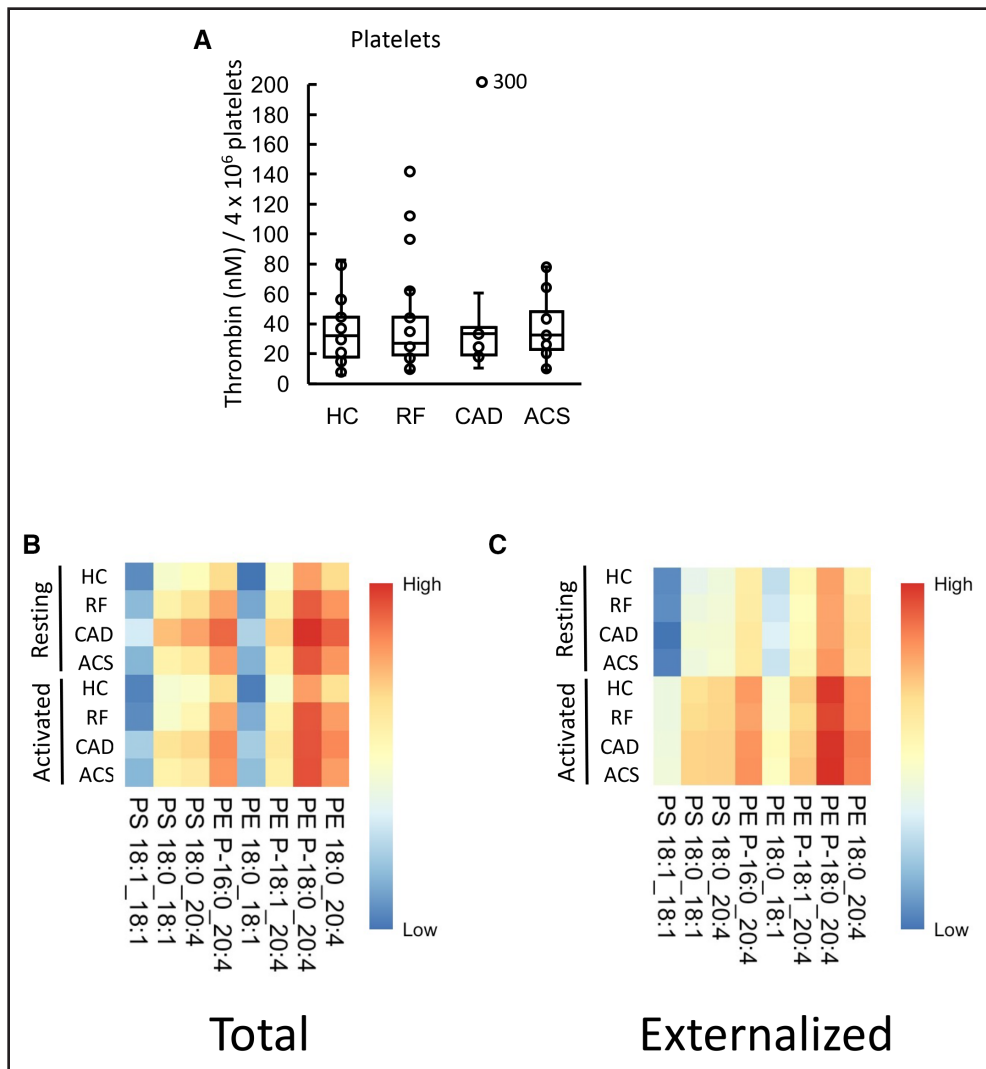 A
Platelets
Thrombin (nM) / 4 x 10⁶ platelets
200
180
160
140
120
100
80
60
40
20
0
300
HC
RF
CAD
ACS
B
Resting
HC
RF
CAD
ACS
Activated
HC
RF
CAD
ACS
High
Low
PS 18:1_18:1
PS 18:0_18:1
PS 18:0_20:4
PE P-16:0_20:4
PE 18:0_18:1
PE P-18:1_20:4
PE P-18:0_20:4
PE 18:0_20:4
Total
C
Resting
HC
RF
CAD
ACS
Activated
HC
RF
CAD
ACS
High
Low
PS 18:1_18:1
PS 18:0_18:1
PS 18:0_20:4
PE P-16:0_20:4
PE 18:0_18:1
PE P-18:1_20:4
PE P-18:0_20:4
PE 18:0_20:4
Externalized